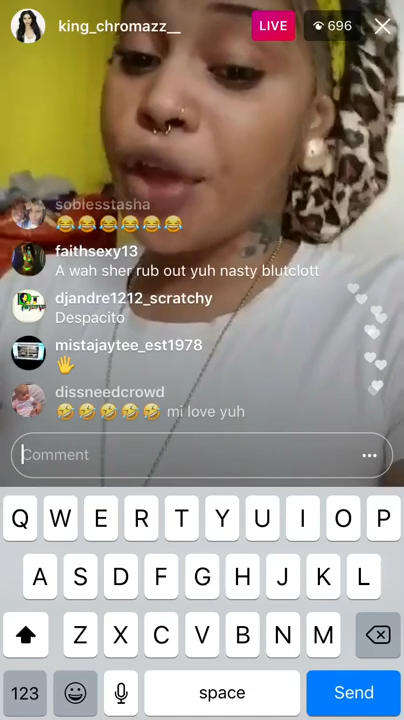 king_chromazz__ LIVE 696
soblesstasha
😂😂😂😂😂😂
faithsexy13
A wah sher rub out yuh nasty blutclott
djandre1212_scratchy
Despacito
mistajaytee_est1978
🖐
dissneedcrowd
🤣🤣🤣🤣🤣 mi love yuh
Comment
Q W E R T Y U I O P
A S D F G H J K L
Z X C V B N M
123 space Send